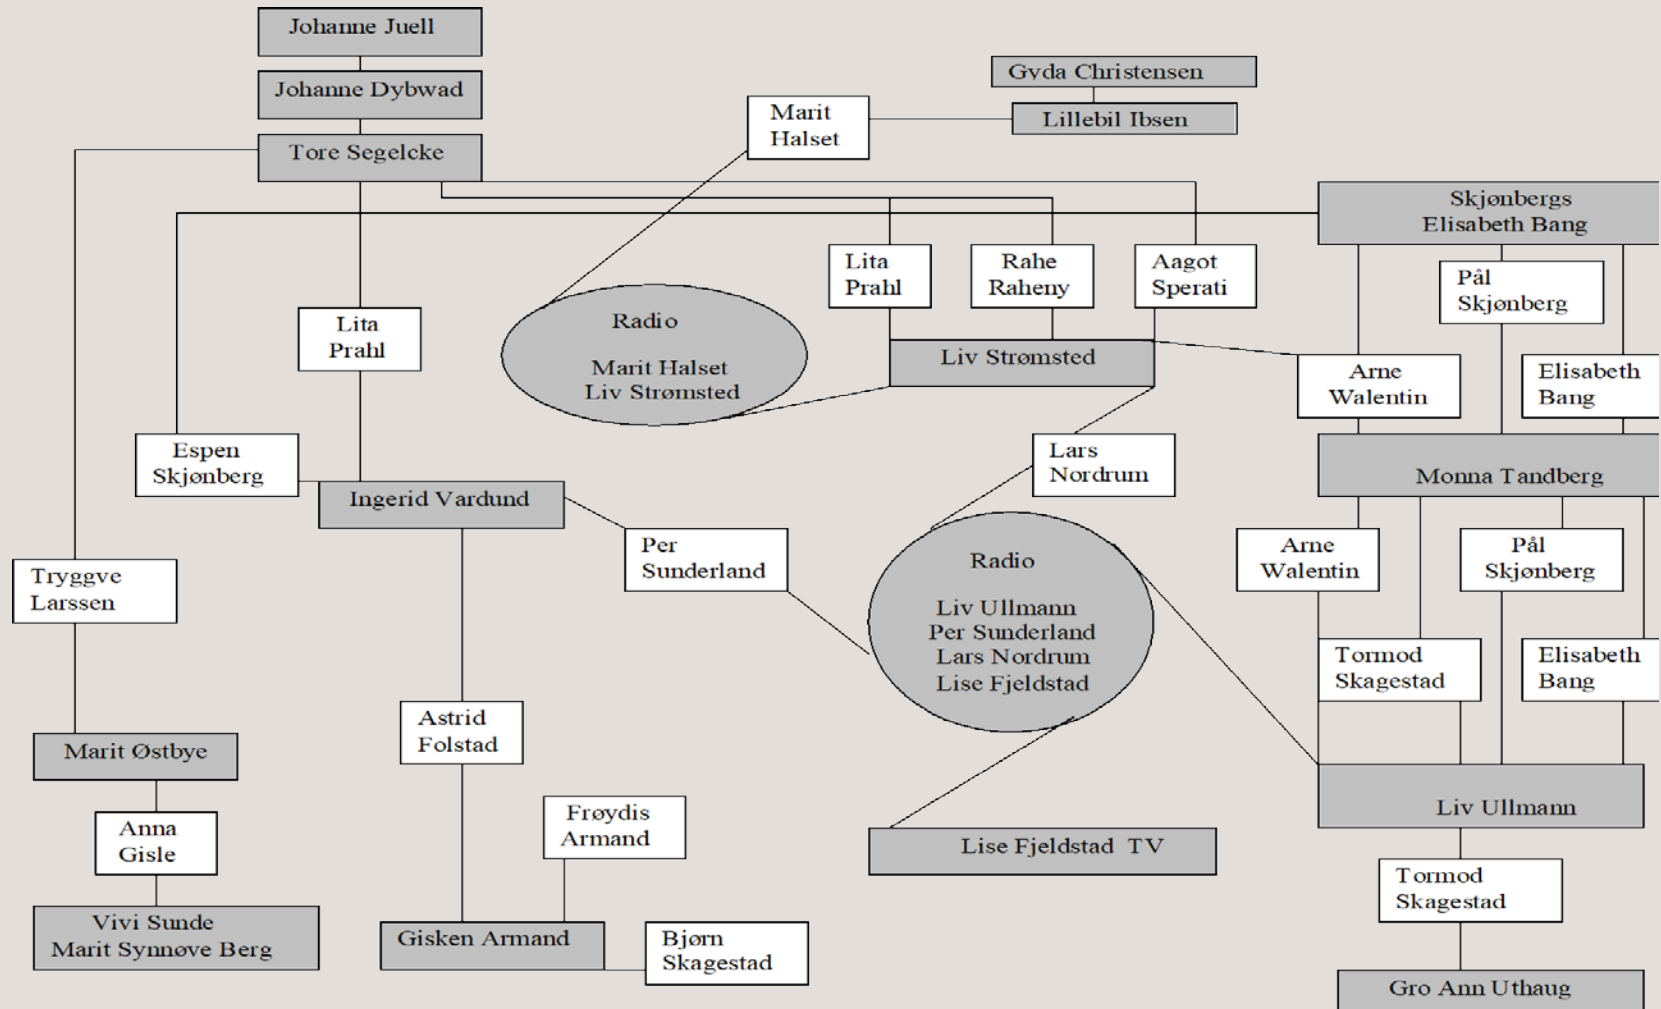 Johanne Juell
Johanne Dybwad
Tore Segelcke
Gyda Christensen
Lillebil Ibsen
Marit
Halset
Skjønbergs
Elisabeth Bang
Lita
Prahl
Rahe
Raheny
Aagot
Sperati
Pål
Skjønberg
Lita
Prahl
Radio
Marit Halset
Liv Strømsted
Liv Strømsted
Arne
Walentin
Elisabeth
Bang
Espen
Skjønberg
Lars
Nordrum
Monna Tandberg
Ingerid Vardund
Per
Sunderland
Radio
Liv Ullmann
Per Sunderland
Lars Nordrum
Lise Fjeldstad
Arne
Walentin
Pål
Skjønberg
Tryggve
Larssen
Tormod
Skagestad
Elisabeth
Bang
Astrid
Folstad
Marit Østbye
Liv Ullmann
Anna
Gisle
Frøydis
Armand
Lise Fjeldstad TV
Tormod
Skagestad
Vivi Sunde
Marit Synnøve Berg
Gisken Armand
Bjørn
Skagestad
Gro Ann Uthaug